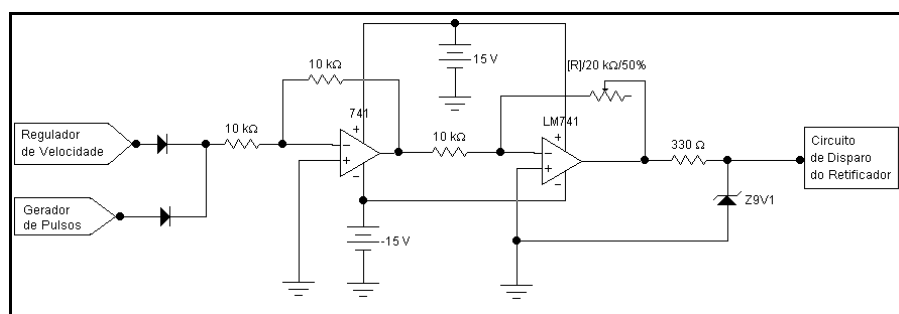 15 V
[R]/20 kΩ/50%
10 kΩ
741
LM741
Regulador
de Velocidade
10 kΩ
10 kΩ
330 Ω
Circuito
de Disparo
do Retificador
Gerador
de Pulsos
Z9V1
-15 V